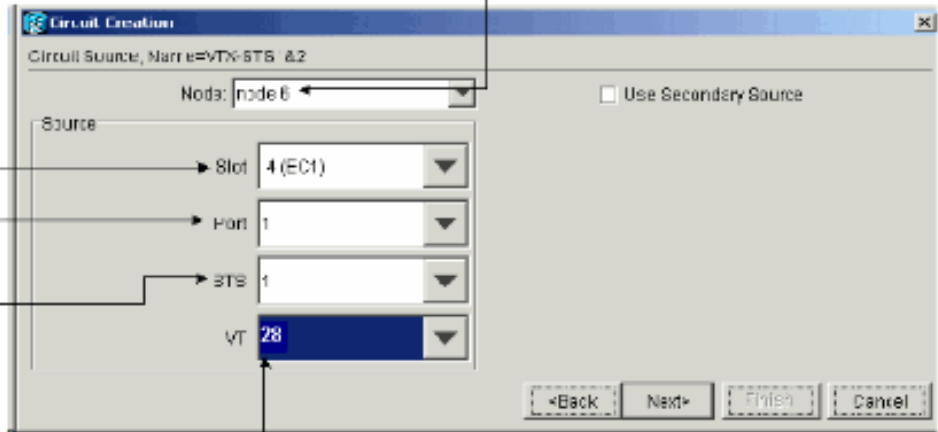 Circuit Creation
Circuit Source, Name=VTX-STS &2
Node: node 6
Use Secondary Source
Source
Slot 4 (EC1)
Port 1
STS 1
VT 28
<Back Next> Finish Cancel